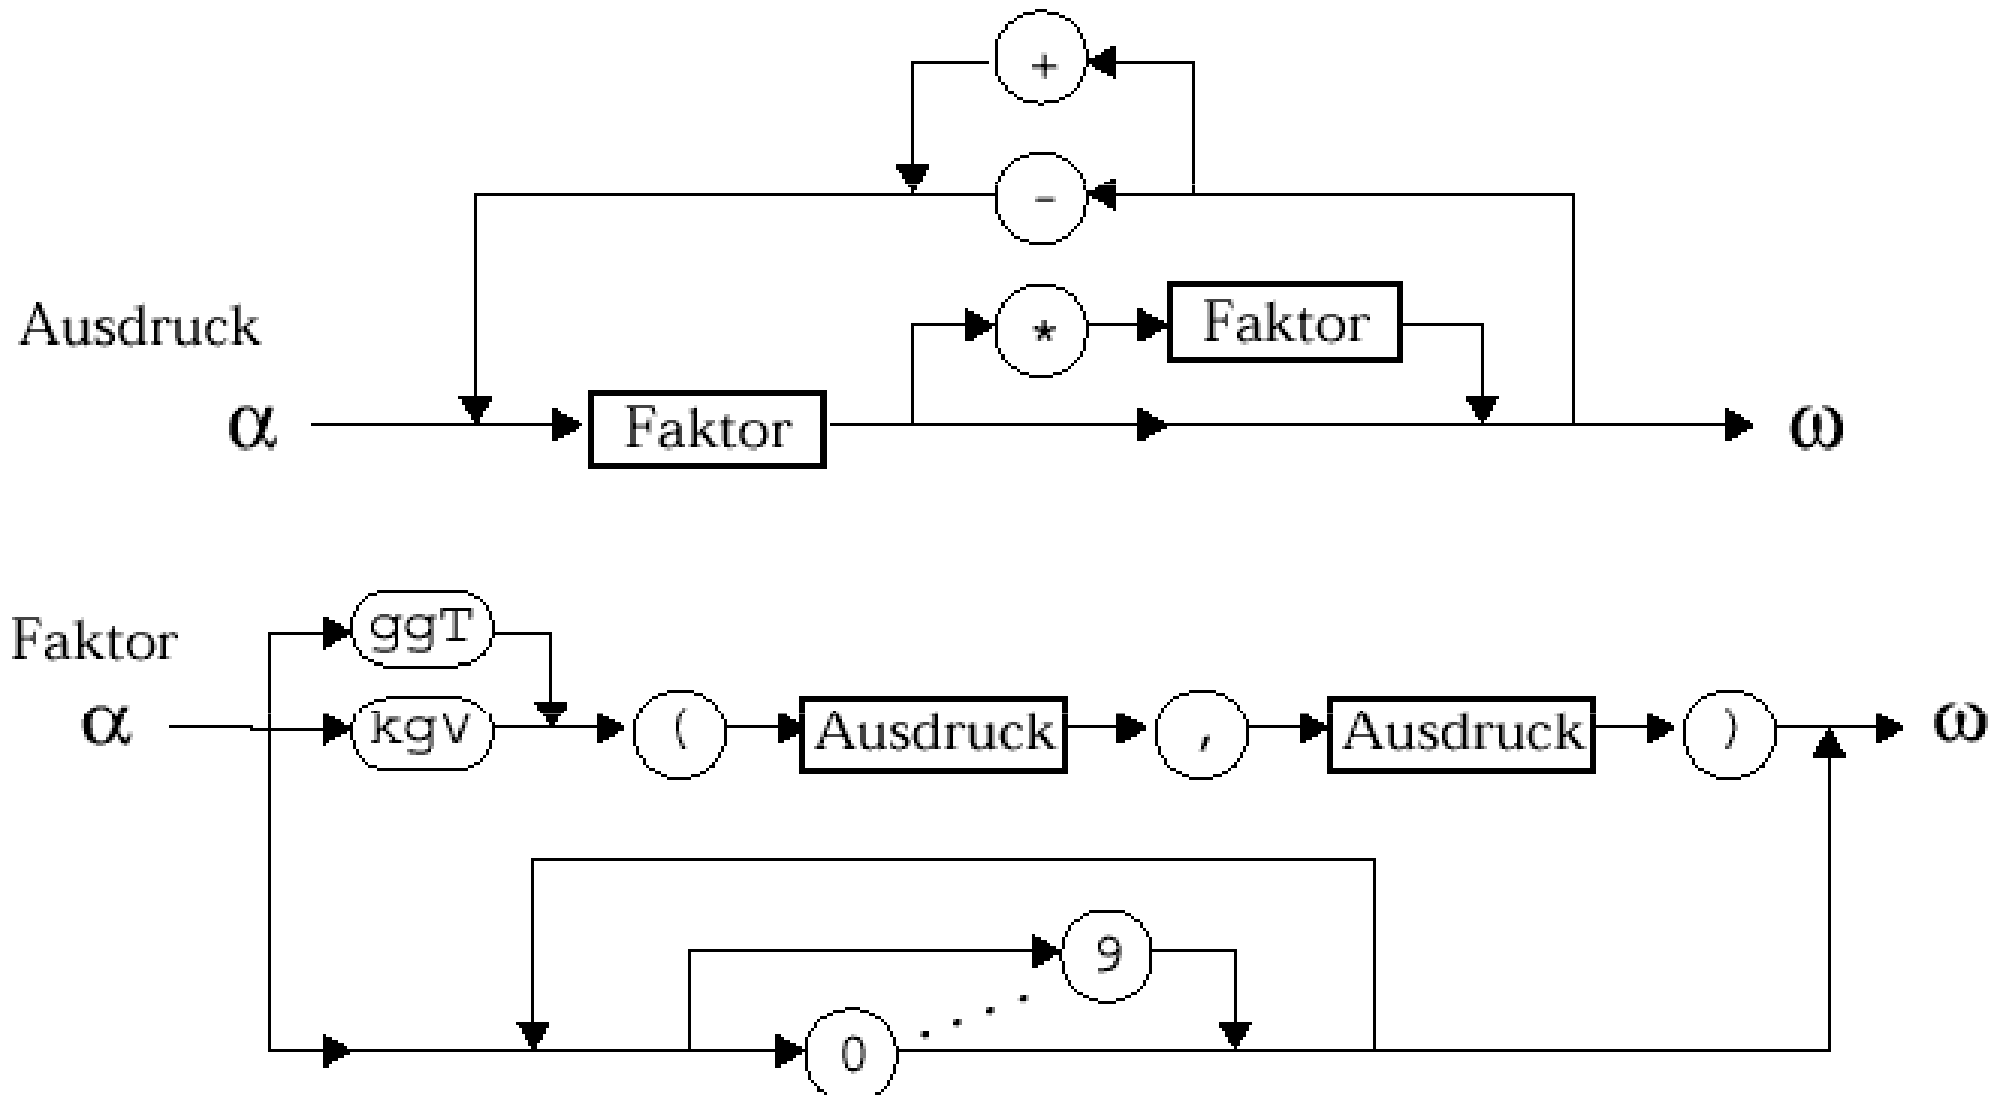 +
-
* Faktor
Ausdruck
α Faktor ω
ggT
Faktor
α kgV ( Ausdruck , Ausdruck ) ω
9
0 . . . .